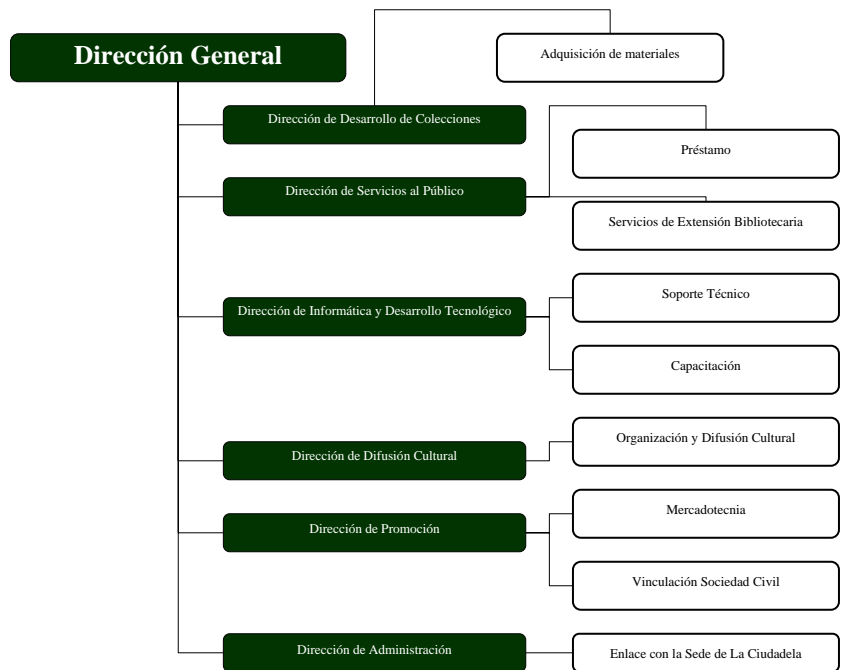 Dirección General
Adquisición de materiales
Dirección de Desarrollo de Colecciones
Préstamo
Dirección de Servicios al Público
Servicios de Extensión Bibliotecaria
Soporte Técnico
Dirección de Informática y Desarrollo Tecnológico
Capacitación
Organización y Difusión Cultural
Dirección de Difusión Cultural
Mercadotecnia
Dirección de Promoción
Vinculación Sociedad Civil
Dirección de Administración
Enlace con la Sede de La Ciudadela